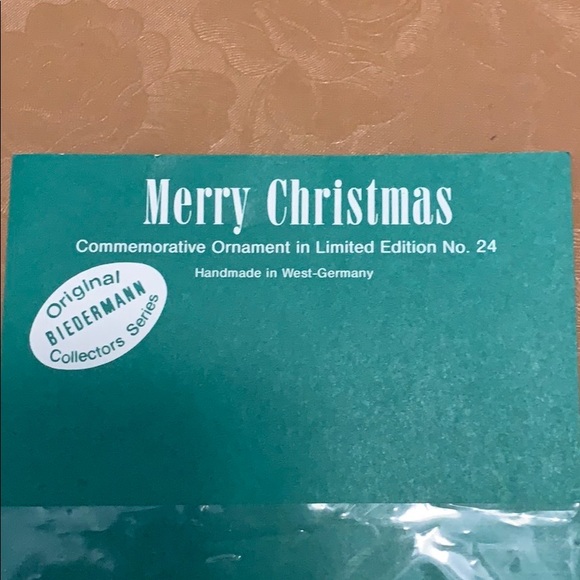 Merry Christmas
Commemorative Ornament in Limited Edition No. 24
Handmade in West-Germany
Original
BIEDERMANN
Collectors Series